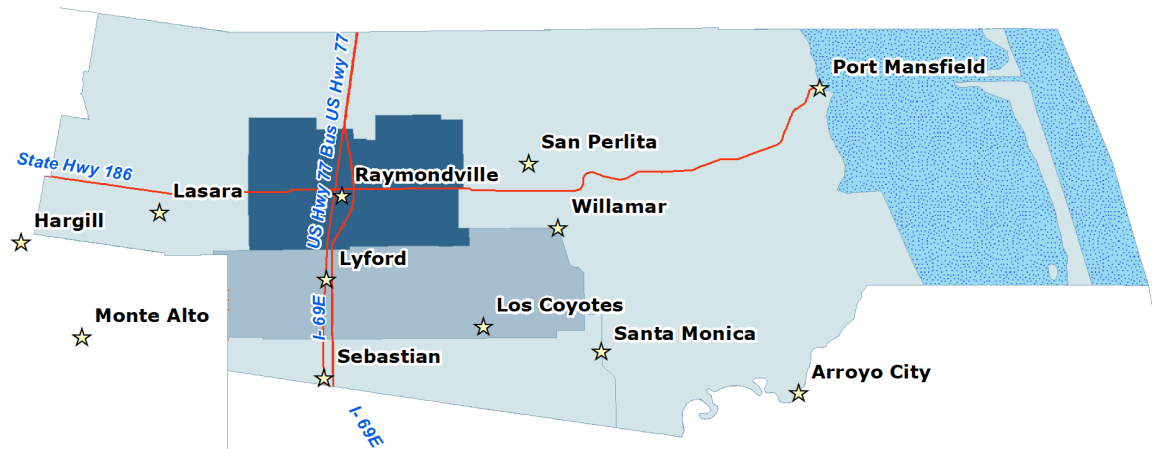 Port Mansfield
US Hwy 77 Bus US Hwy 77
San Perlita
State Hwy 186
Raymondville
Lasara
Willamar
Hargill
Lyford
Los Coyotes
Monte Alto
I-69E
Santa Monica
Sebastian
Arroyo City
I-69E